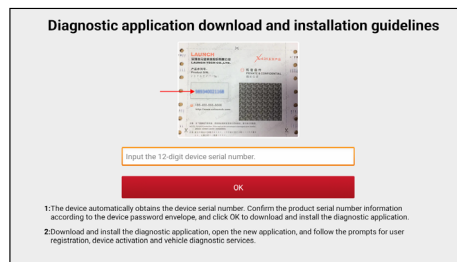 Diagnostic application download and installation guidelines
LAUNCH
Input the 12-digit device serial number.
OK
1:The device automatically obtains the device serial number. Confirm the product serial number information
according to the device password envelope, and click OK to download and install the diagnostic application.
2:Download and install the diagnostic application, open the new application, and follow the prompts for user
registration, device activation and vehicle diagnostic services.